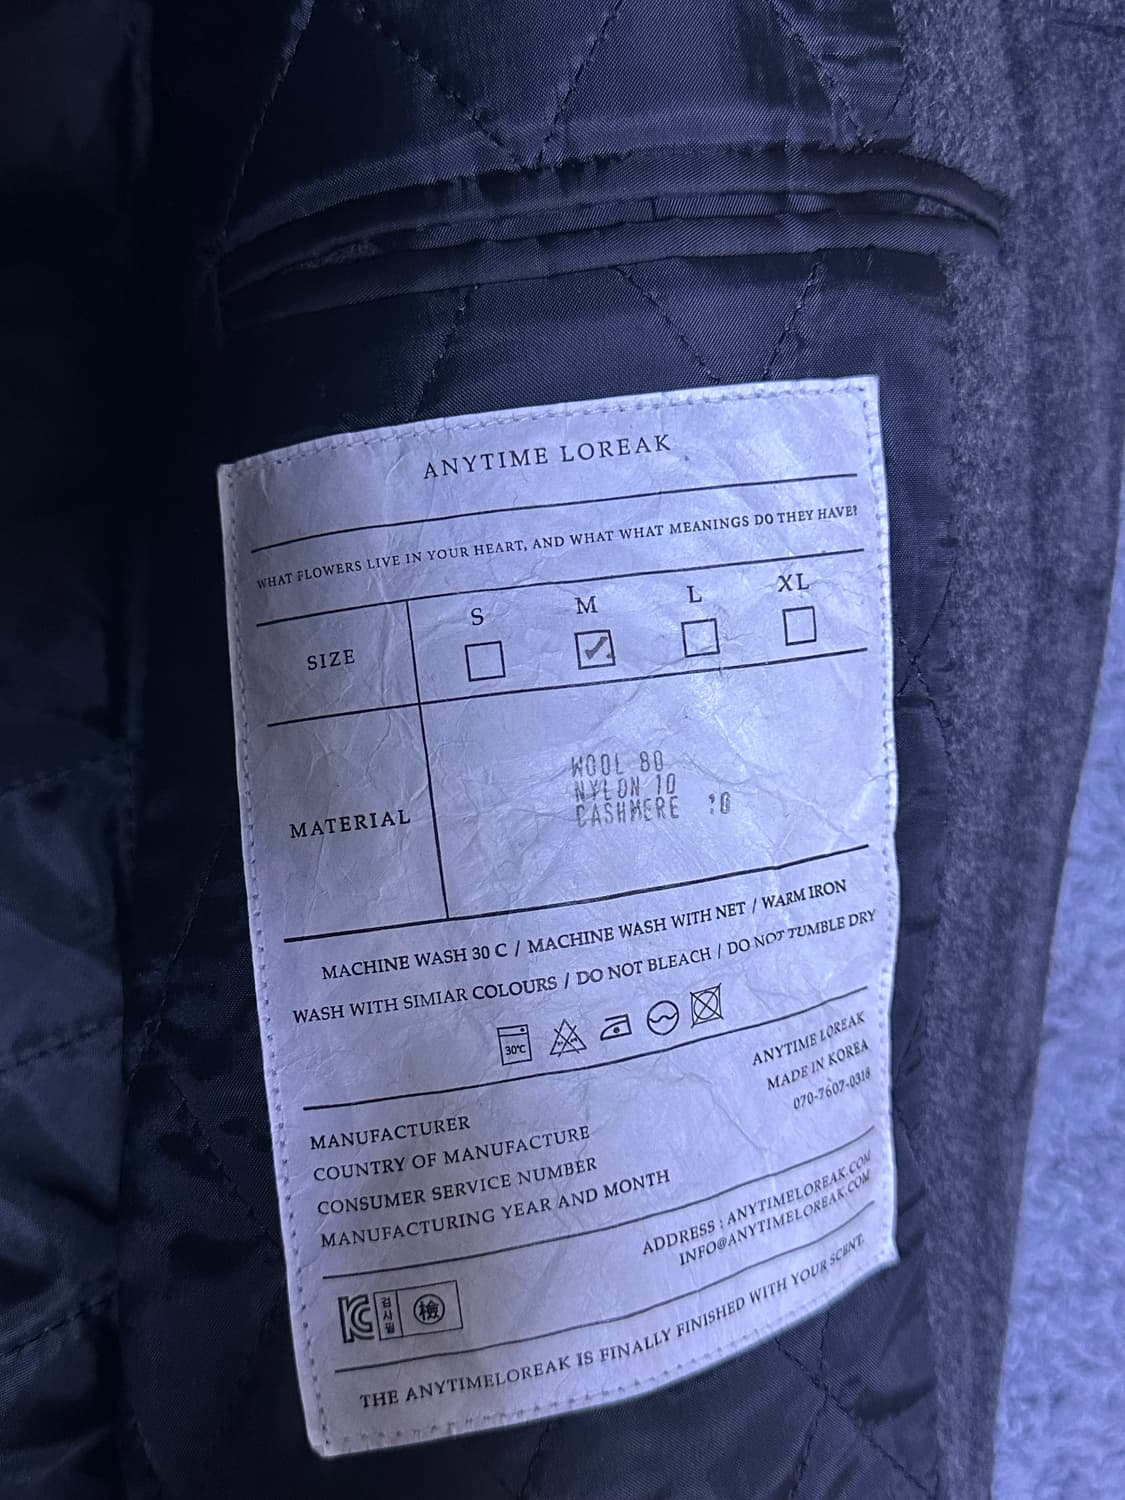 ANYTIME LOREAK
WHAT FLOWERS LIVE IN YOUR HEART, AND WHAT WHAT MEANINGS DO THEY HAVE?
SIZE S M L XL
MATERIAL
WOOL 80
NYLON 10
CASHMERE 10
MACHINE WASH 30 C / MACHINE WASH WITH NET / WARM IRON
WASH WITH SIMIAR COLOURS / DO NOT BLEACH / DO NOT TUMBLE DRY
30℃
MANUFACTURER ANYTIME LOREAK
COUNTRY OF MANUFACTURE MADE IN KOREA
CONSUMER SERVICE NUMBER 070-7607-0318
MANUFACTURING YEAR AND MONTH
ADDRESS : ANYTIMELOREAK.COM
INFO@ANYTIMELOREAK.COM
KC 검사필 檢
THE ANYTIMELOREAK IS FINALLY FINISHED WITH YOUR SCENT.